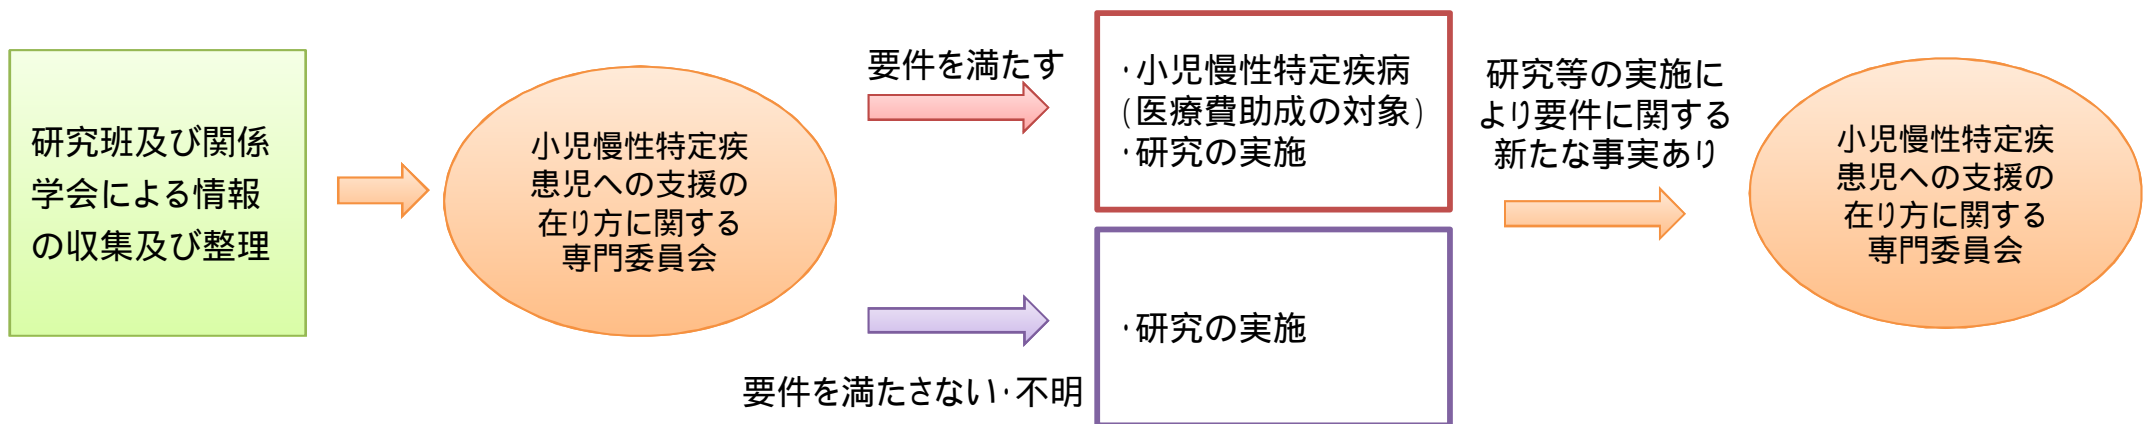 研究班及び関係
学会による情報
の収集及び整理
小児慢性特定疾
患児への支援の
在り方に関する
専門委員会
要件を満たす
・小児慢性特定疾病
(医療費助成の対象)
・研究の実施
要件を満たさない・不明
・研究の実施
研究等の実施に
より要件に関する
新たな事実あり
小児慢性特定疾
患児への支援の
在り方に関する
専門委員会